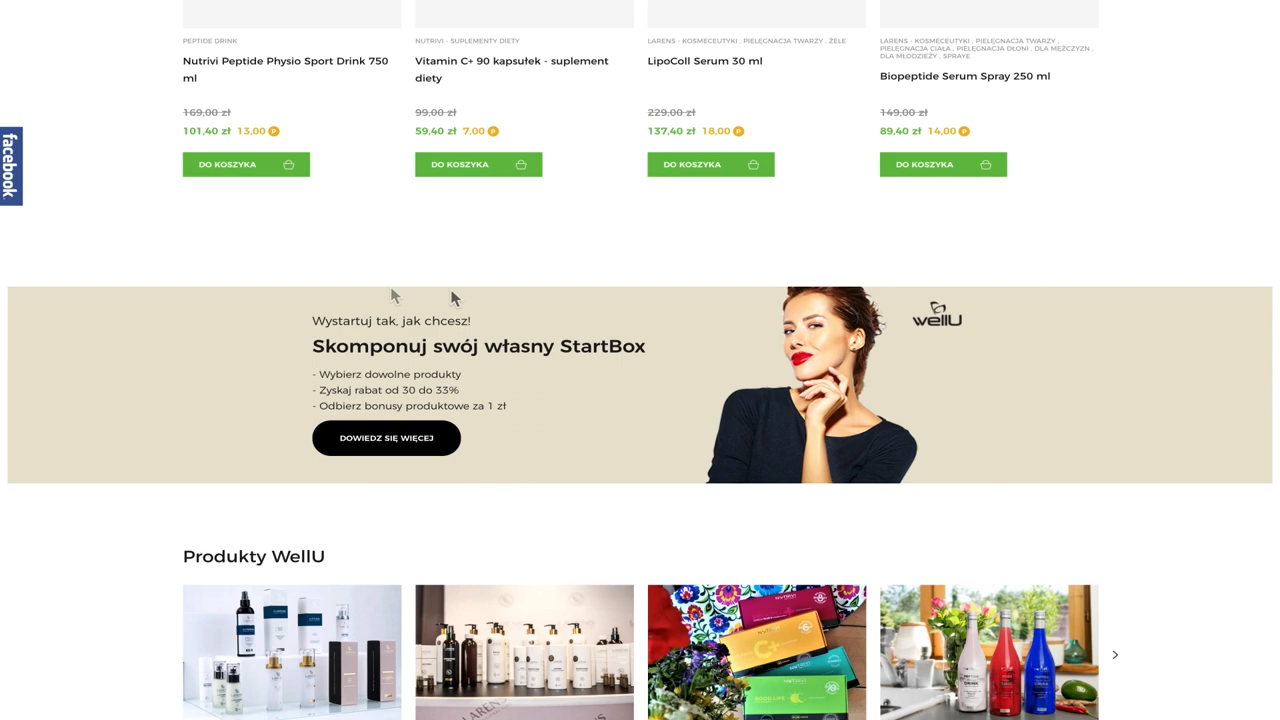 PEPTIDE DRINK
Nutrivi Peptide Physio Sport Drink 750
ml
169,00 zł
101,40 zł 13,00 P
DO KOSZYKA
NUTRIVI - SUPLEMENTY DIETY
Vitamin C+ 90 kapsułek - suplement
diety
99,00 zł
59,40 zł 7,00 P
DO KOSZYKA
LARENS - KOSMECEUTYKI . PIELĘGNACJA TWARZY . ŻELE
LipoColl Serum 30 ml
229,00 zł
137,40 zł 18,00 P
DO KOSZYKA
LARENS - KOSMECEUTYKI . PIELĘGNACJA TWARZY .
PIELĘGNACJA CIAŁA . PIELĘGNACJA DŁONI . DLA MĘŻCZYZN .
DLA MŁODZIEŻY . SPRAYE
Biopeptide Serum Spray 250 ml
149,00 zł
89,40 zł 14,00 P
DO KOSZYKA
facebook
Wystartuj tak, jak chcesz!
Skomponuj swój własny StartBox
- Wybierz dowolne produkty
- Zyskaj rabat od 30 do 33%
- Odbierz bonusy produktowe za 1 zł
DOWIEDZ SIĘ WIĘCEJ
wellU
Produkty WellU
C+
LARENS